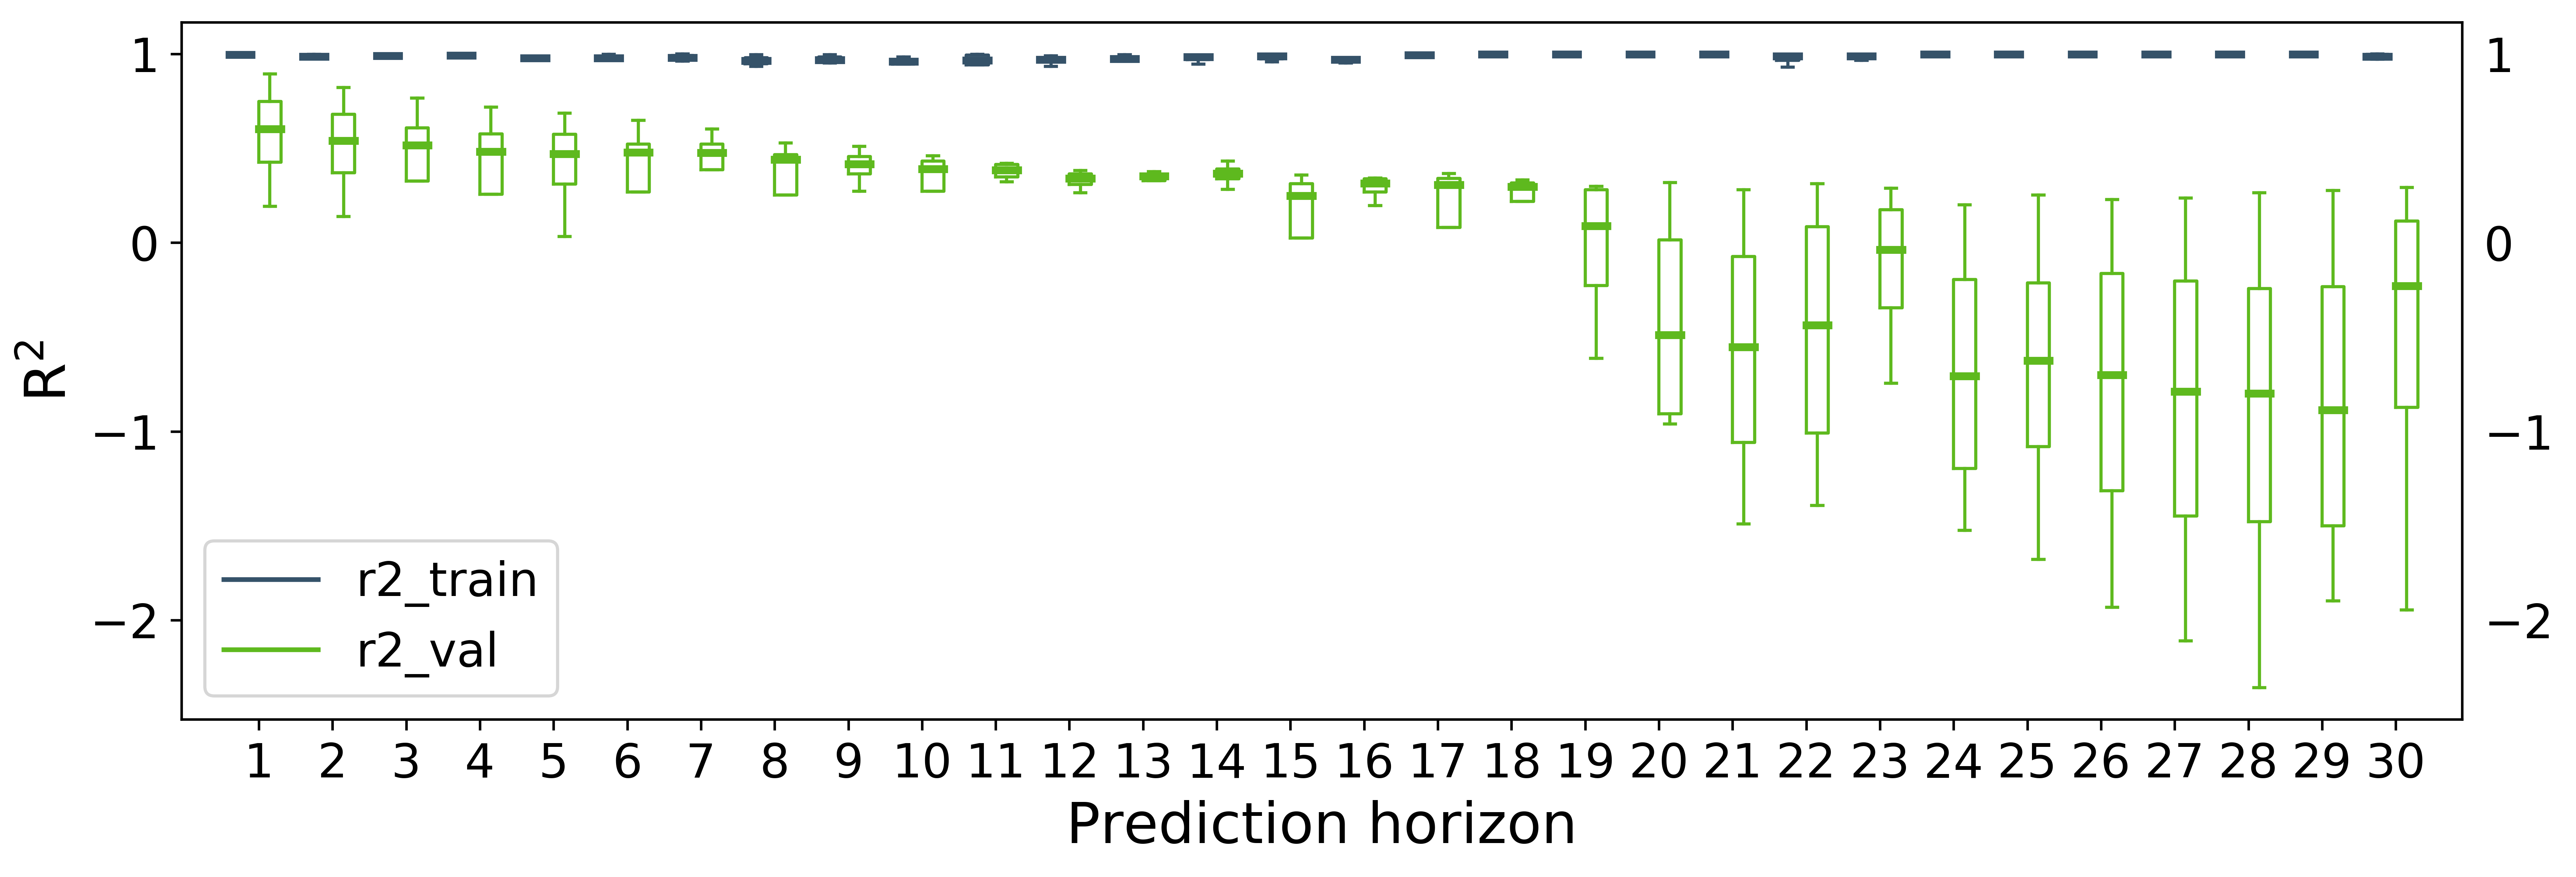 1 1
0 0
−1 −1
−2 −2
R²
r2_train
r2_val
1 2 3 4 5 6 7 8 9 10 11 12 13 14 15 16 17 18 19 20 21 22 23 24 25 26 27 28 29 30
Prediction horizon